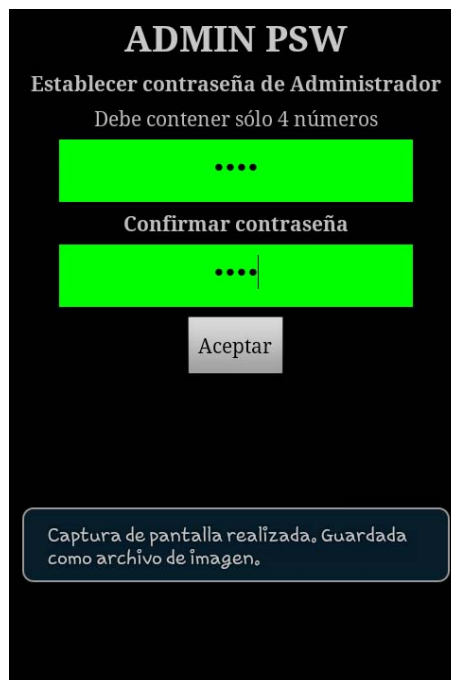 ADMIN PSW
Establecer contraseña de Administrador
Debe contener sólo 4 números
••••
Confirmar contraseña
••••
Aceptar
Captura de pantalla realizada. Guardada
como archivo de imagen.